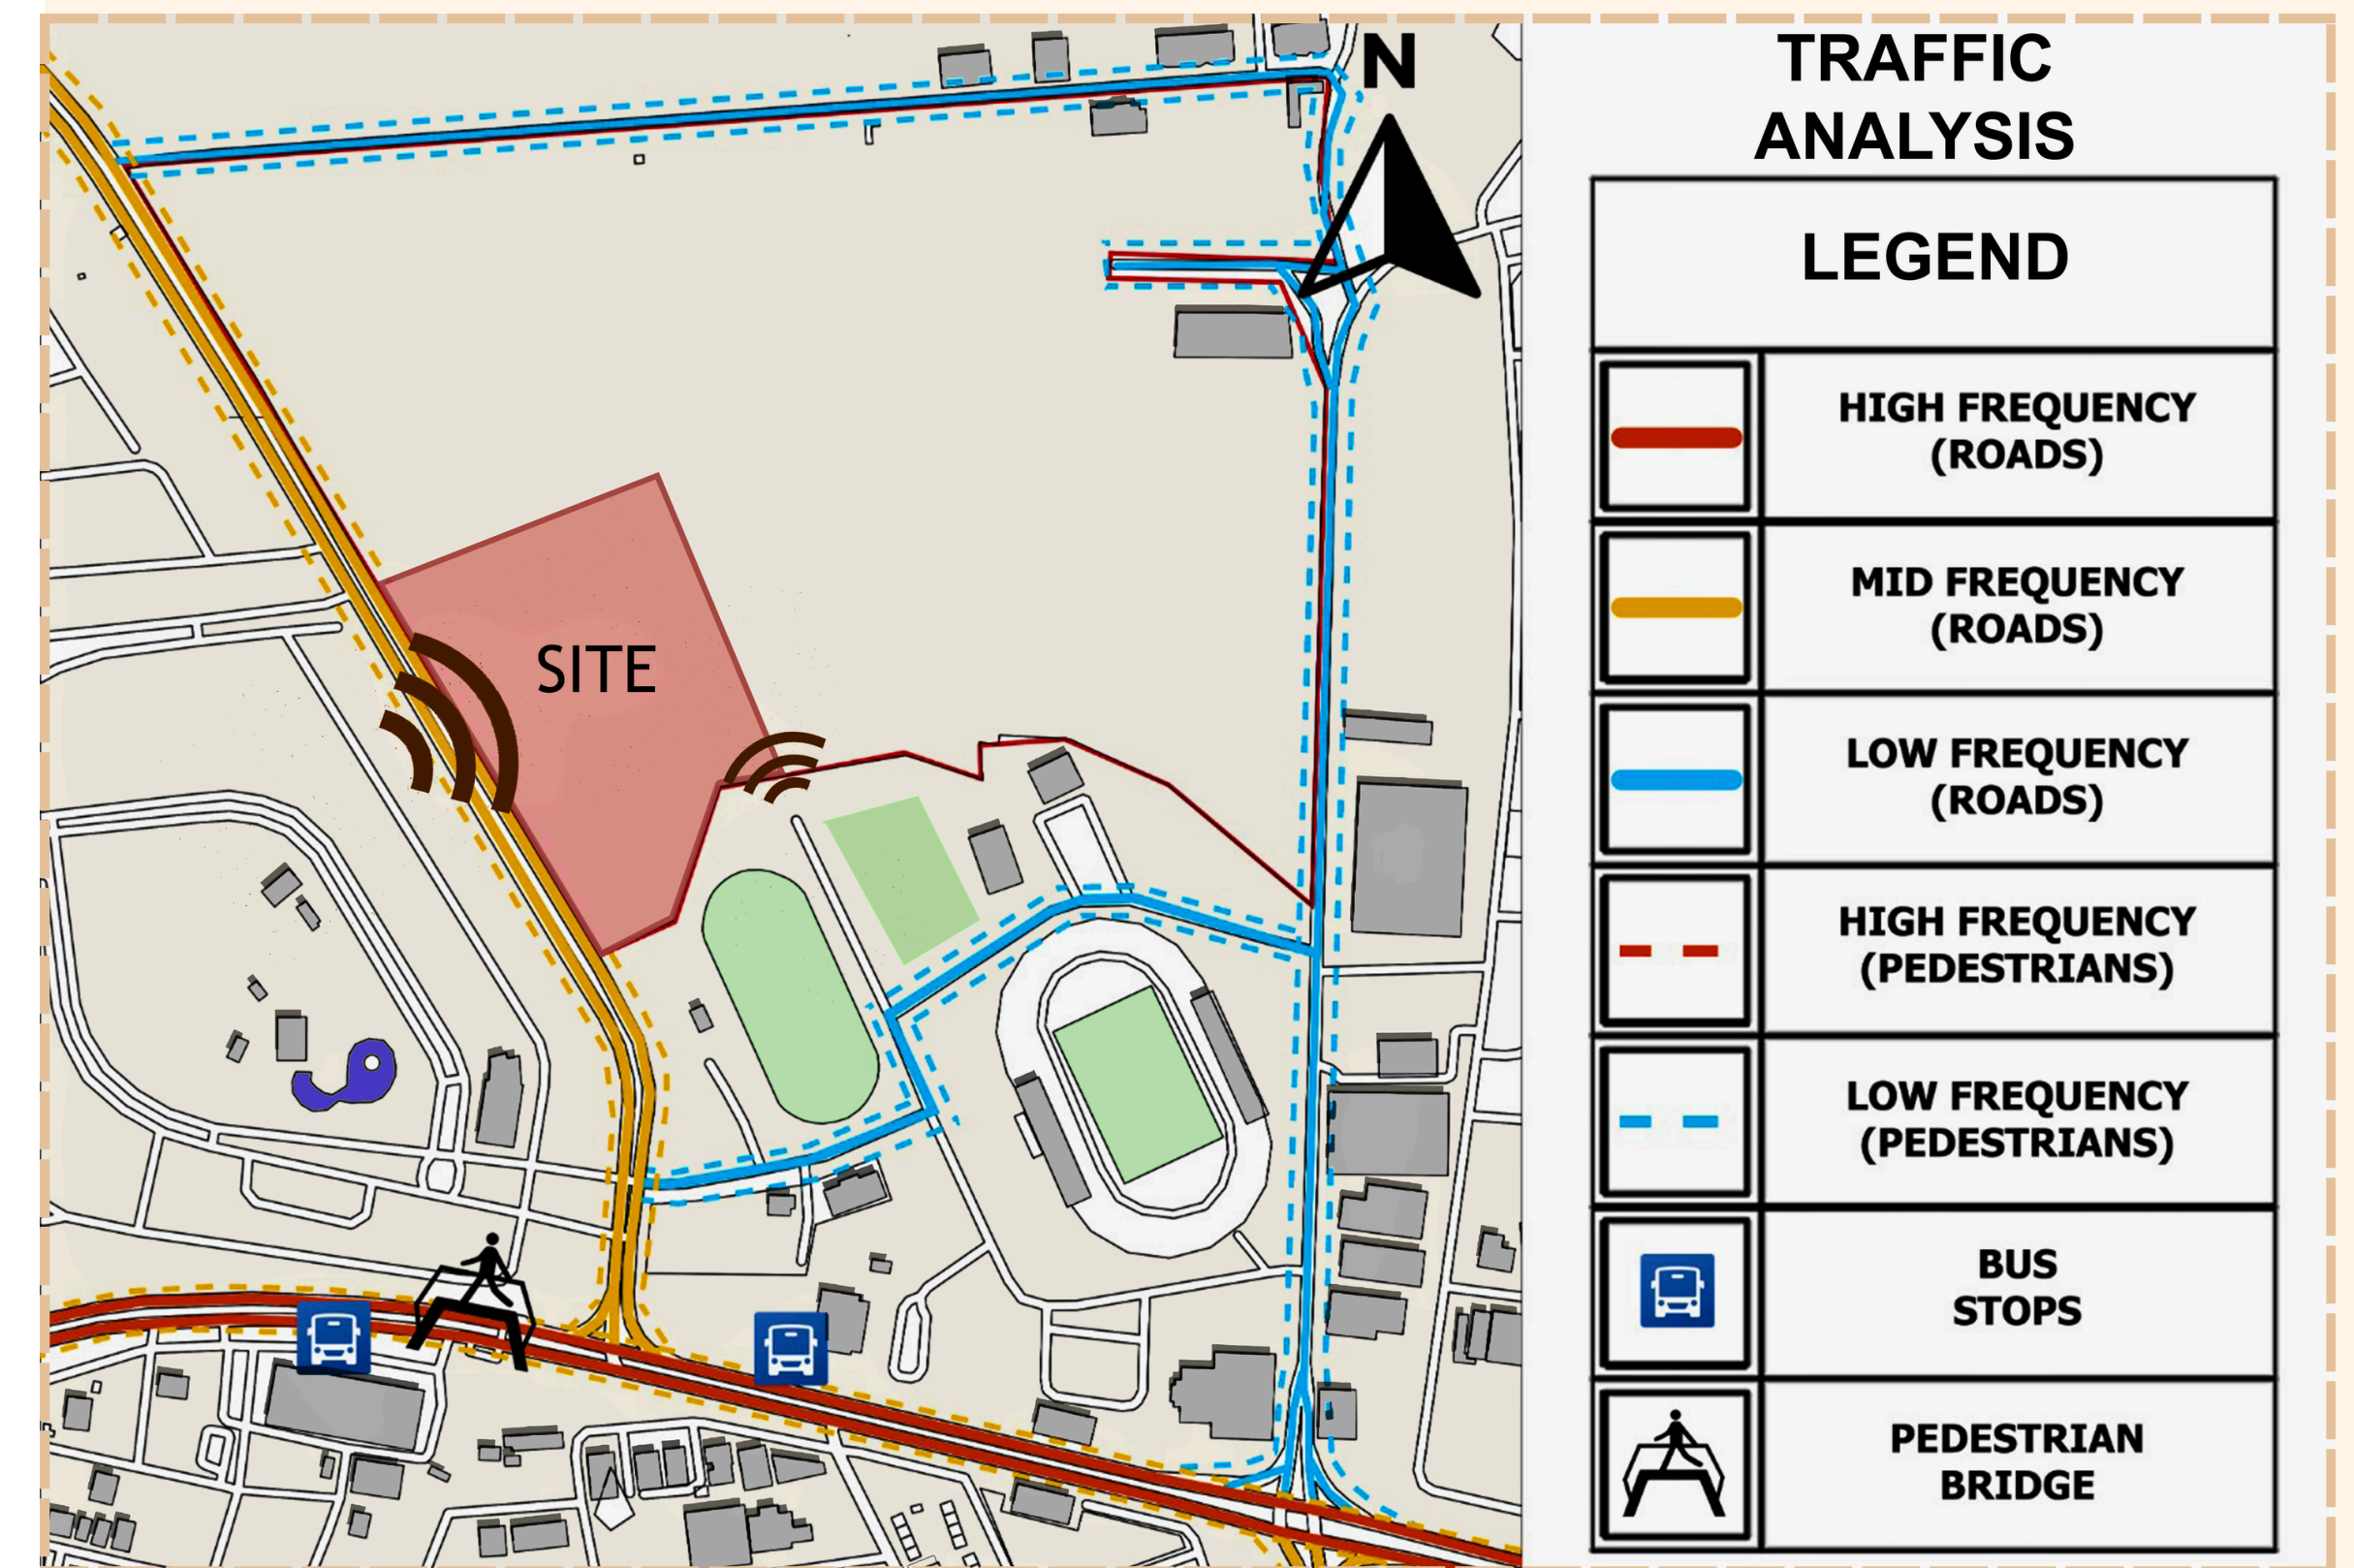 N
SITE
TRAFFIC
ANALYSIS
LEGEND
HIGH FREQUENCY
(ROADS)
MID FREQUENCY
(ROADS)
LOW FREQUENCY
(ROADS)
HIGH FREQUENCY
(PEDESTRIANS)
LOW FREQUENCY
(PEDESTRIANS)
BUS
STOPS
PEDESTRIAN
BRIDGE